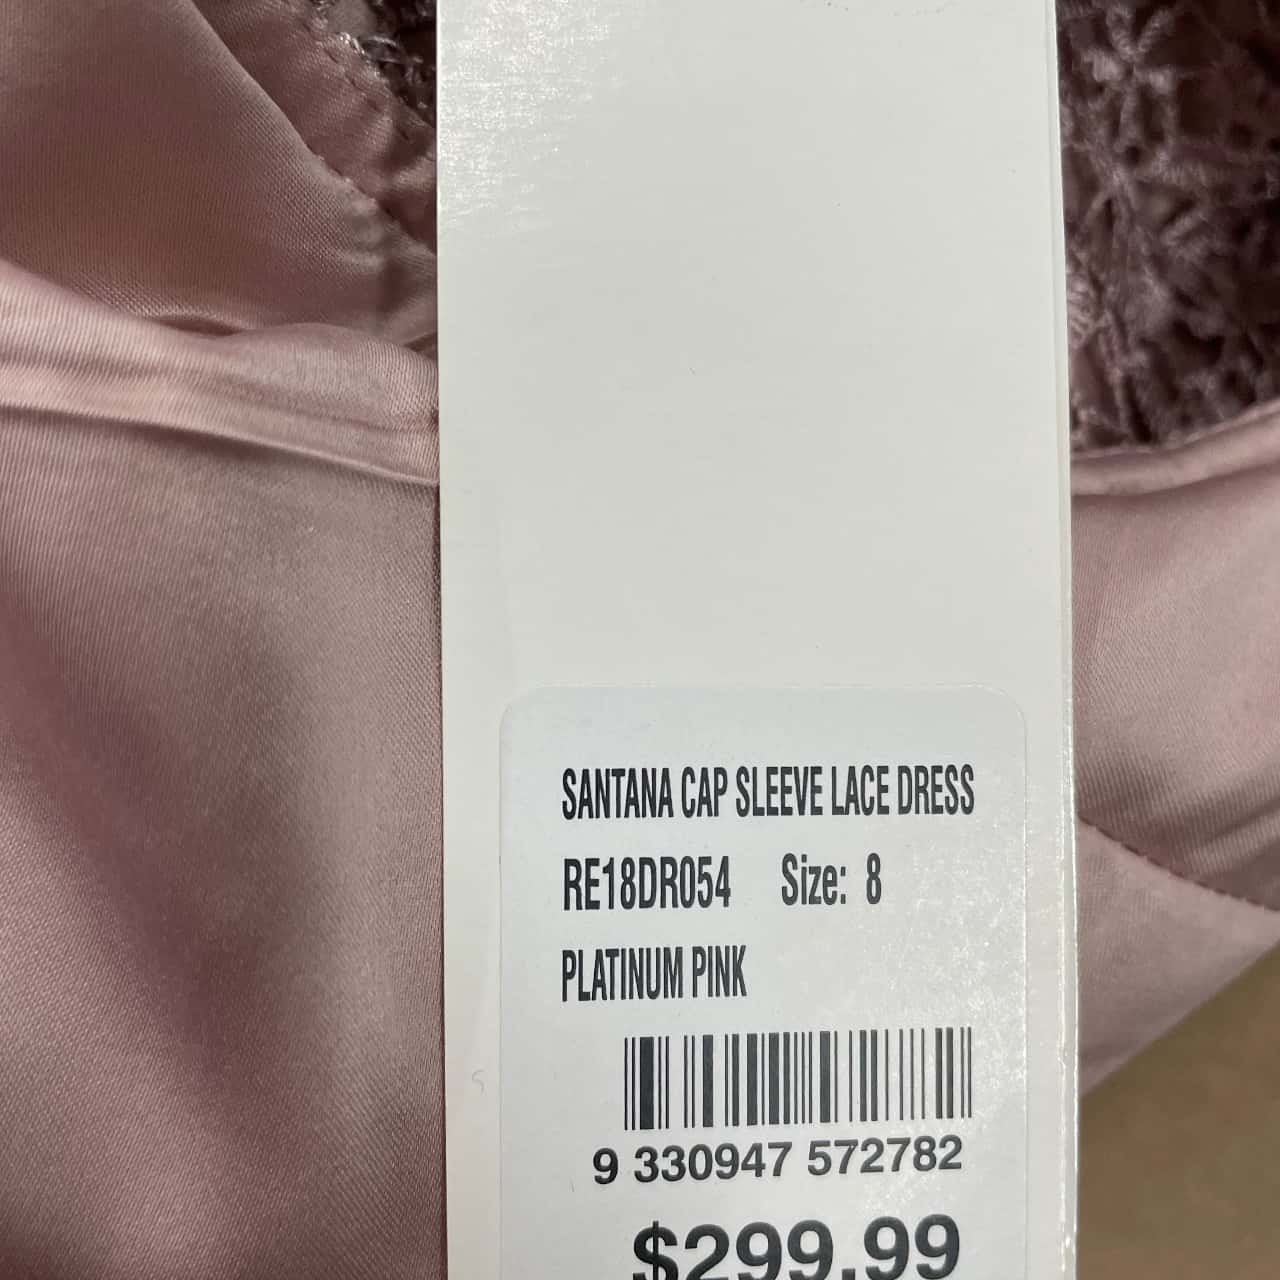 SANTANA CAP SLEEVE LACE DRESS
RE18DR054 Size: 8
PLATINUM PINK
9 330947 572782
$299.99